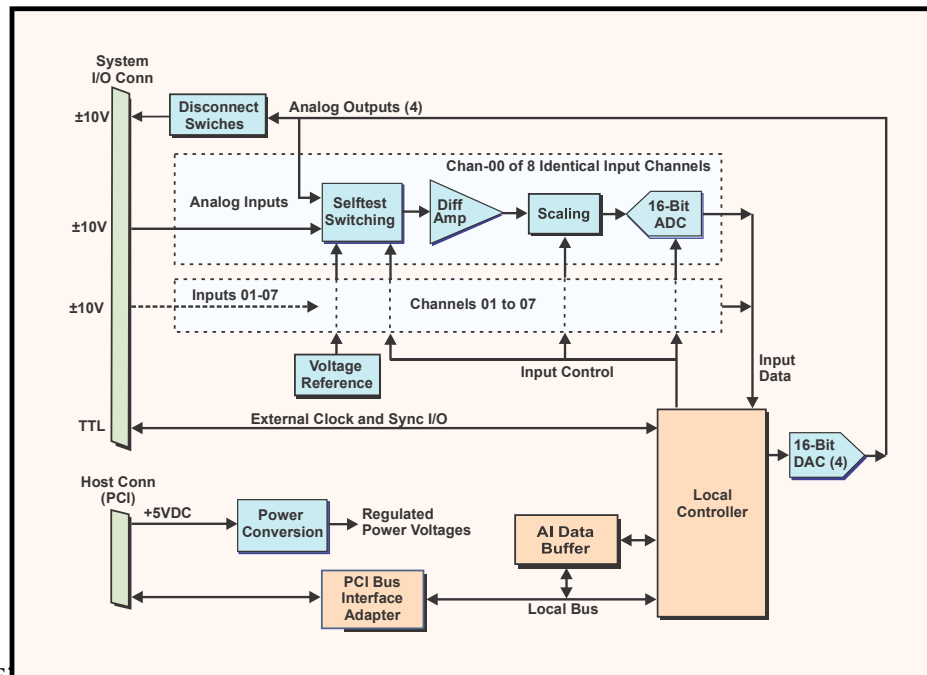 System
I/O Conn
±10V
Disconnect
Swiches
Analog Outputs (4)
Chan-00 of 8 Identical Input Channels
Analog Inputs
Selftest
Switching
Diff
Amp
Scaling
16-Bit
ADC
±10V
±10V
Inputs 01-07
Channels 01 to 07
Voltage
Reference
Input Control
Input
Data
TTL
External Clock and Sync I/O
16-Bit
DAC (4)
Local
Controller
Host Conn
(PCI)
+5VDC
Power
Conversion
Regulated
Power Voltages
AI Data
Buffer
PCI Bus
Interface
Adapter
Local Bus